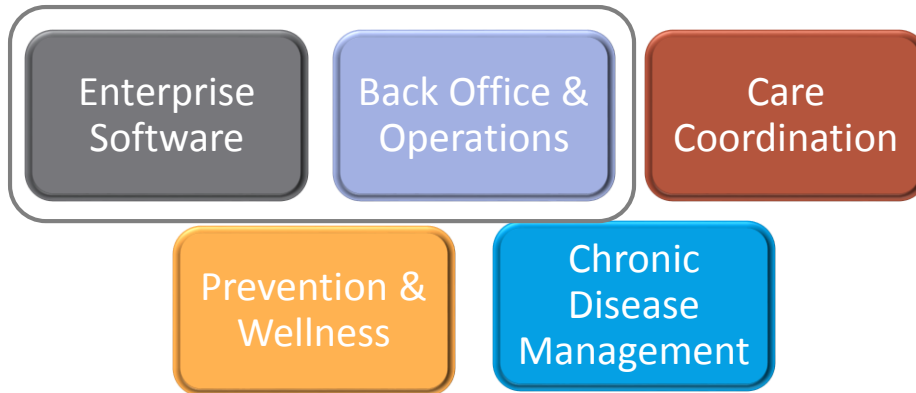 Enterprise
Software
Back Office &
Operations
Care
Coordination
Prevention &
Wellness
Chronic
Disease
Management